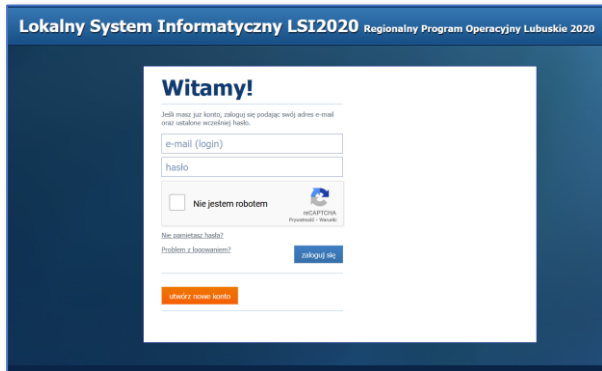 Lokalny System Informatyczny LSI2020 Regionalny Program Operacyjny Lubuskie 2020
Witamy!
Jeśli masz już konto, zaloguj się podając swój adres e-mail
oraz ustalone wcześniej hasło.
e-mail (login)
hasło
Nie jestem robotem
reCAPTCHA
Prywatność - Warunki
Nie pamiętasz hasła?
Problem z logowaniem?
zaloguj się
utwórz nowe konto